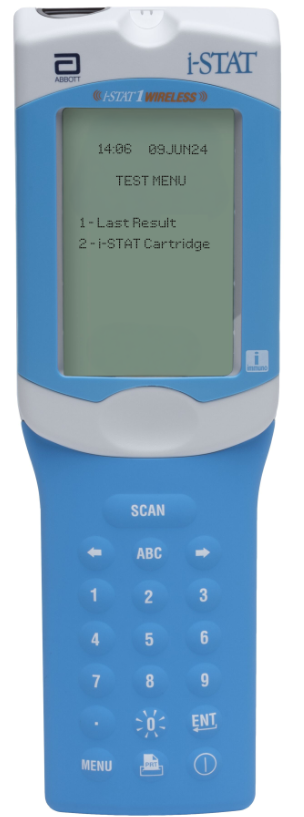 ABBOTT
i-STAT
i-STAT 1 WIRELESS
14:06 09JUN24
TEST MENU
1 - Last Result
2 - i-STAT Cartridge
i
SCAN
ABC
1 2 3
4 5 6
7 8 9
. 0 ENT
MENU PRT